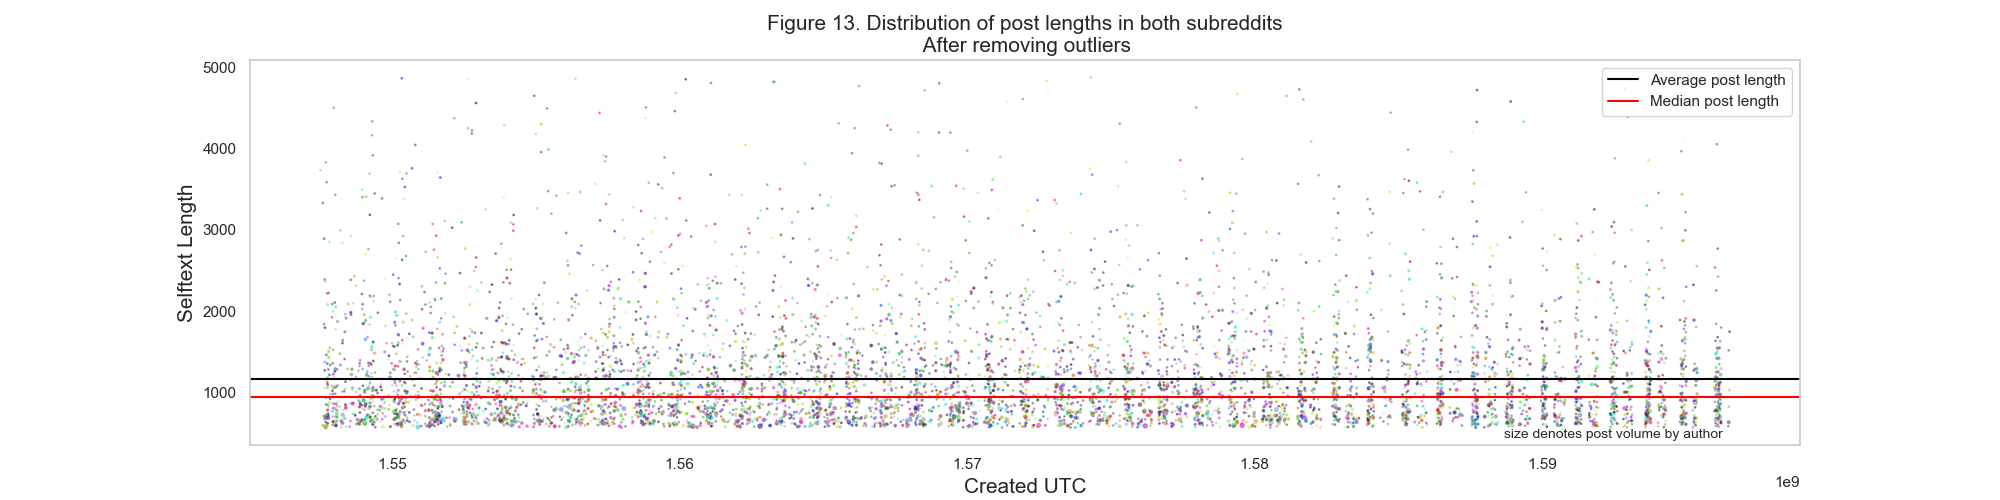 Figure 13. Distribution of post lengths in both subreddits
After removing outliers
Average post length
Median post length
Selftext Length
5000
4000
3000
2000
1000
size denotes post volume by author
1.55
1.56
1.57
1.58
1.59
1e9
Created UTC